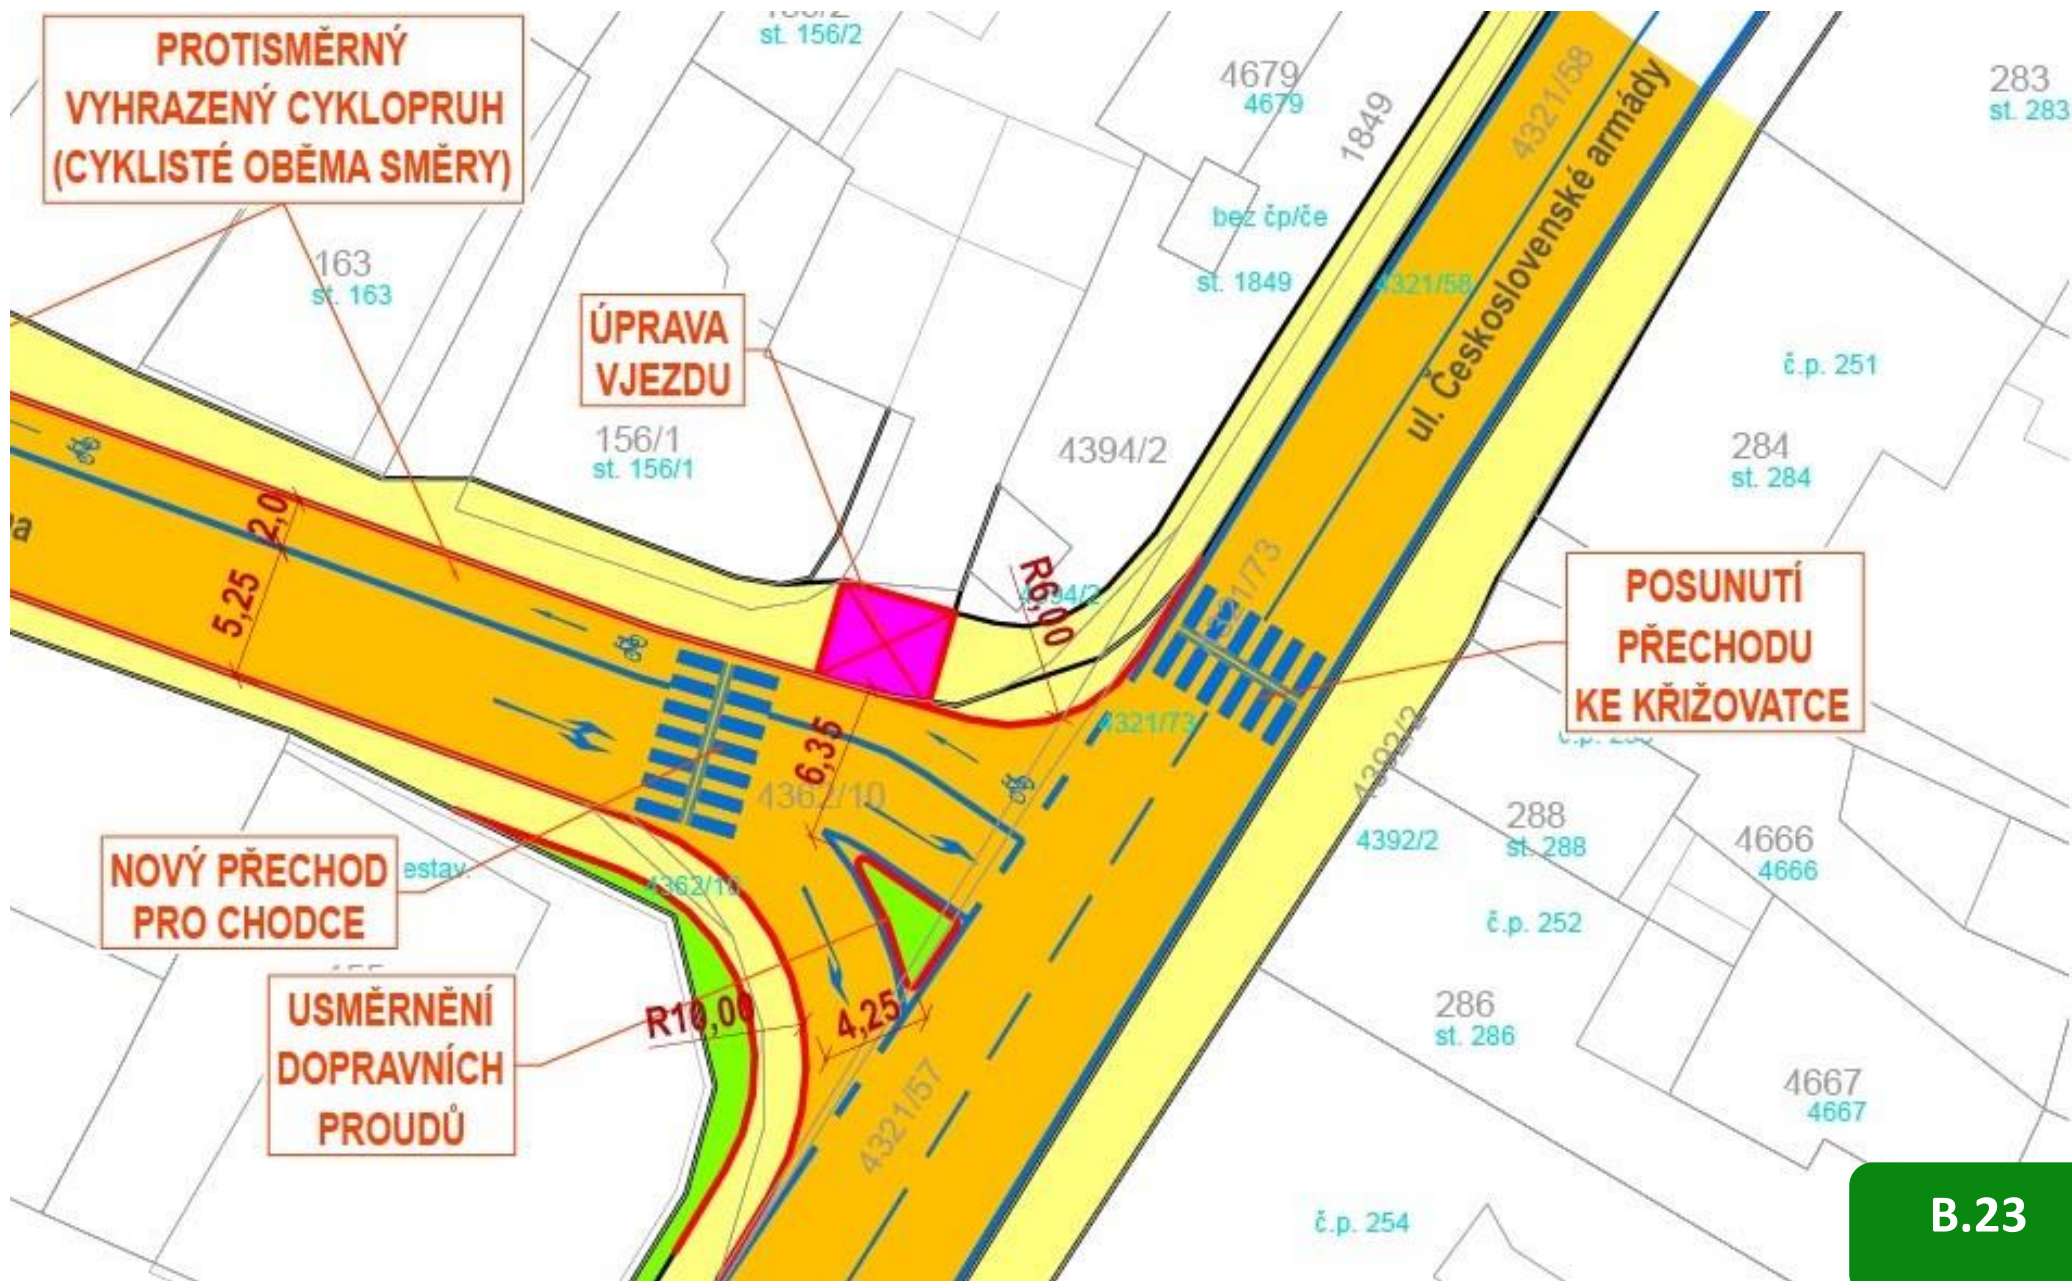 st. 156/2
PROTISMĚRNÝ
VYHRAZENÝ CYKLOPRUH
(CYKLISTÉ OBĚMA SMĚRY)
4679
4679
1849
4321/58
ul. Československé armády
283
st. 283
bez čp/če
st. 1849
4321/58
163
st. 163
ÚPRAVA
VJEZDU
č.p. 251
156/1
st. 156/1
4394/2
284
st. 284
2,0
5,25
R6,00
4394/2
4321/73
POSUNUTÍ
PŘECHODU
KE KŘIŽOVATCE
4321/73
6,35
4362/10
4392/2
4392/2
288
st. 288
4666
4666
NOVÝ PŘECHOD
PRO CHODCE
estav.
4362/10
č.p. 252
USMĚRNĚNÍ
DOPRAVNÍCH
PROUDŮ
R10,00
4,25
286
st. 286
4321/57
4667
4667
č.p. 254
B.23